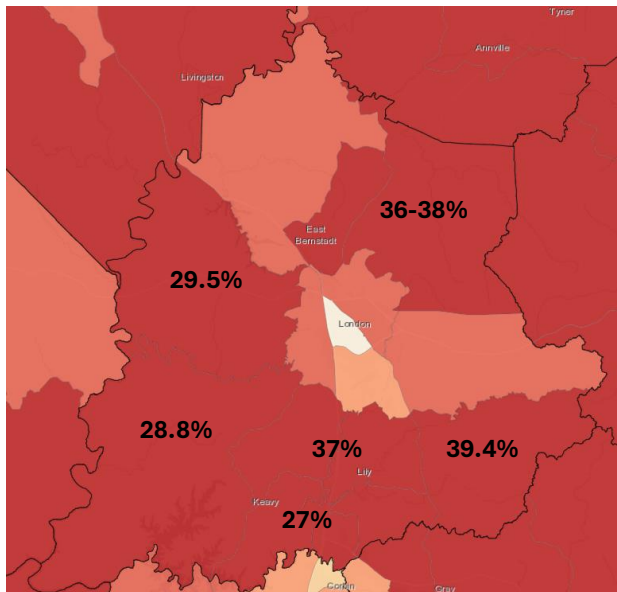 Tyner
Annville
Livingston
36-38%
East
Bernstadt
29.5%
London
28.8%
37%
39.4%
Lily
Keavy
27%
Corbin
Gray